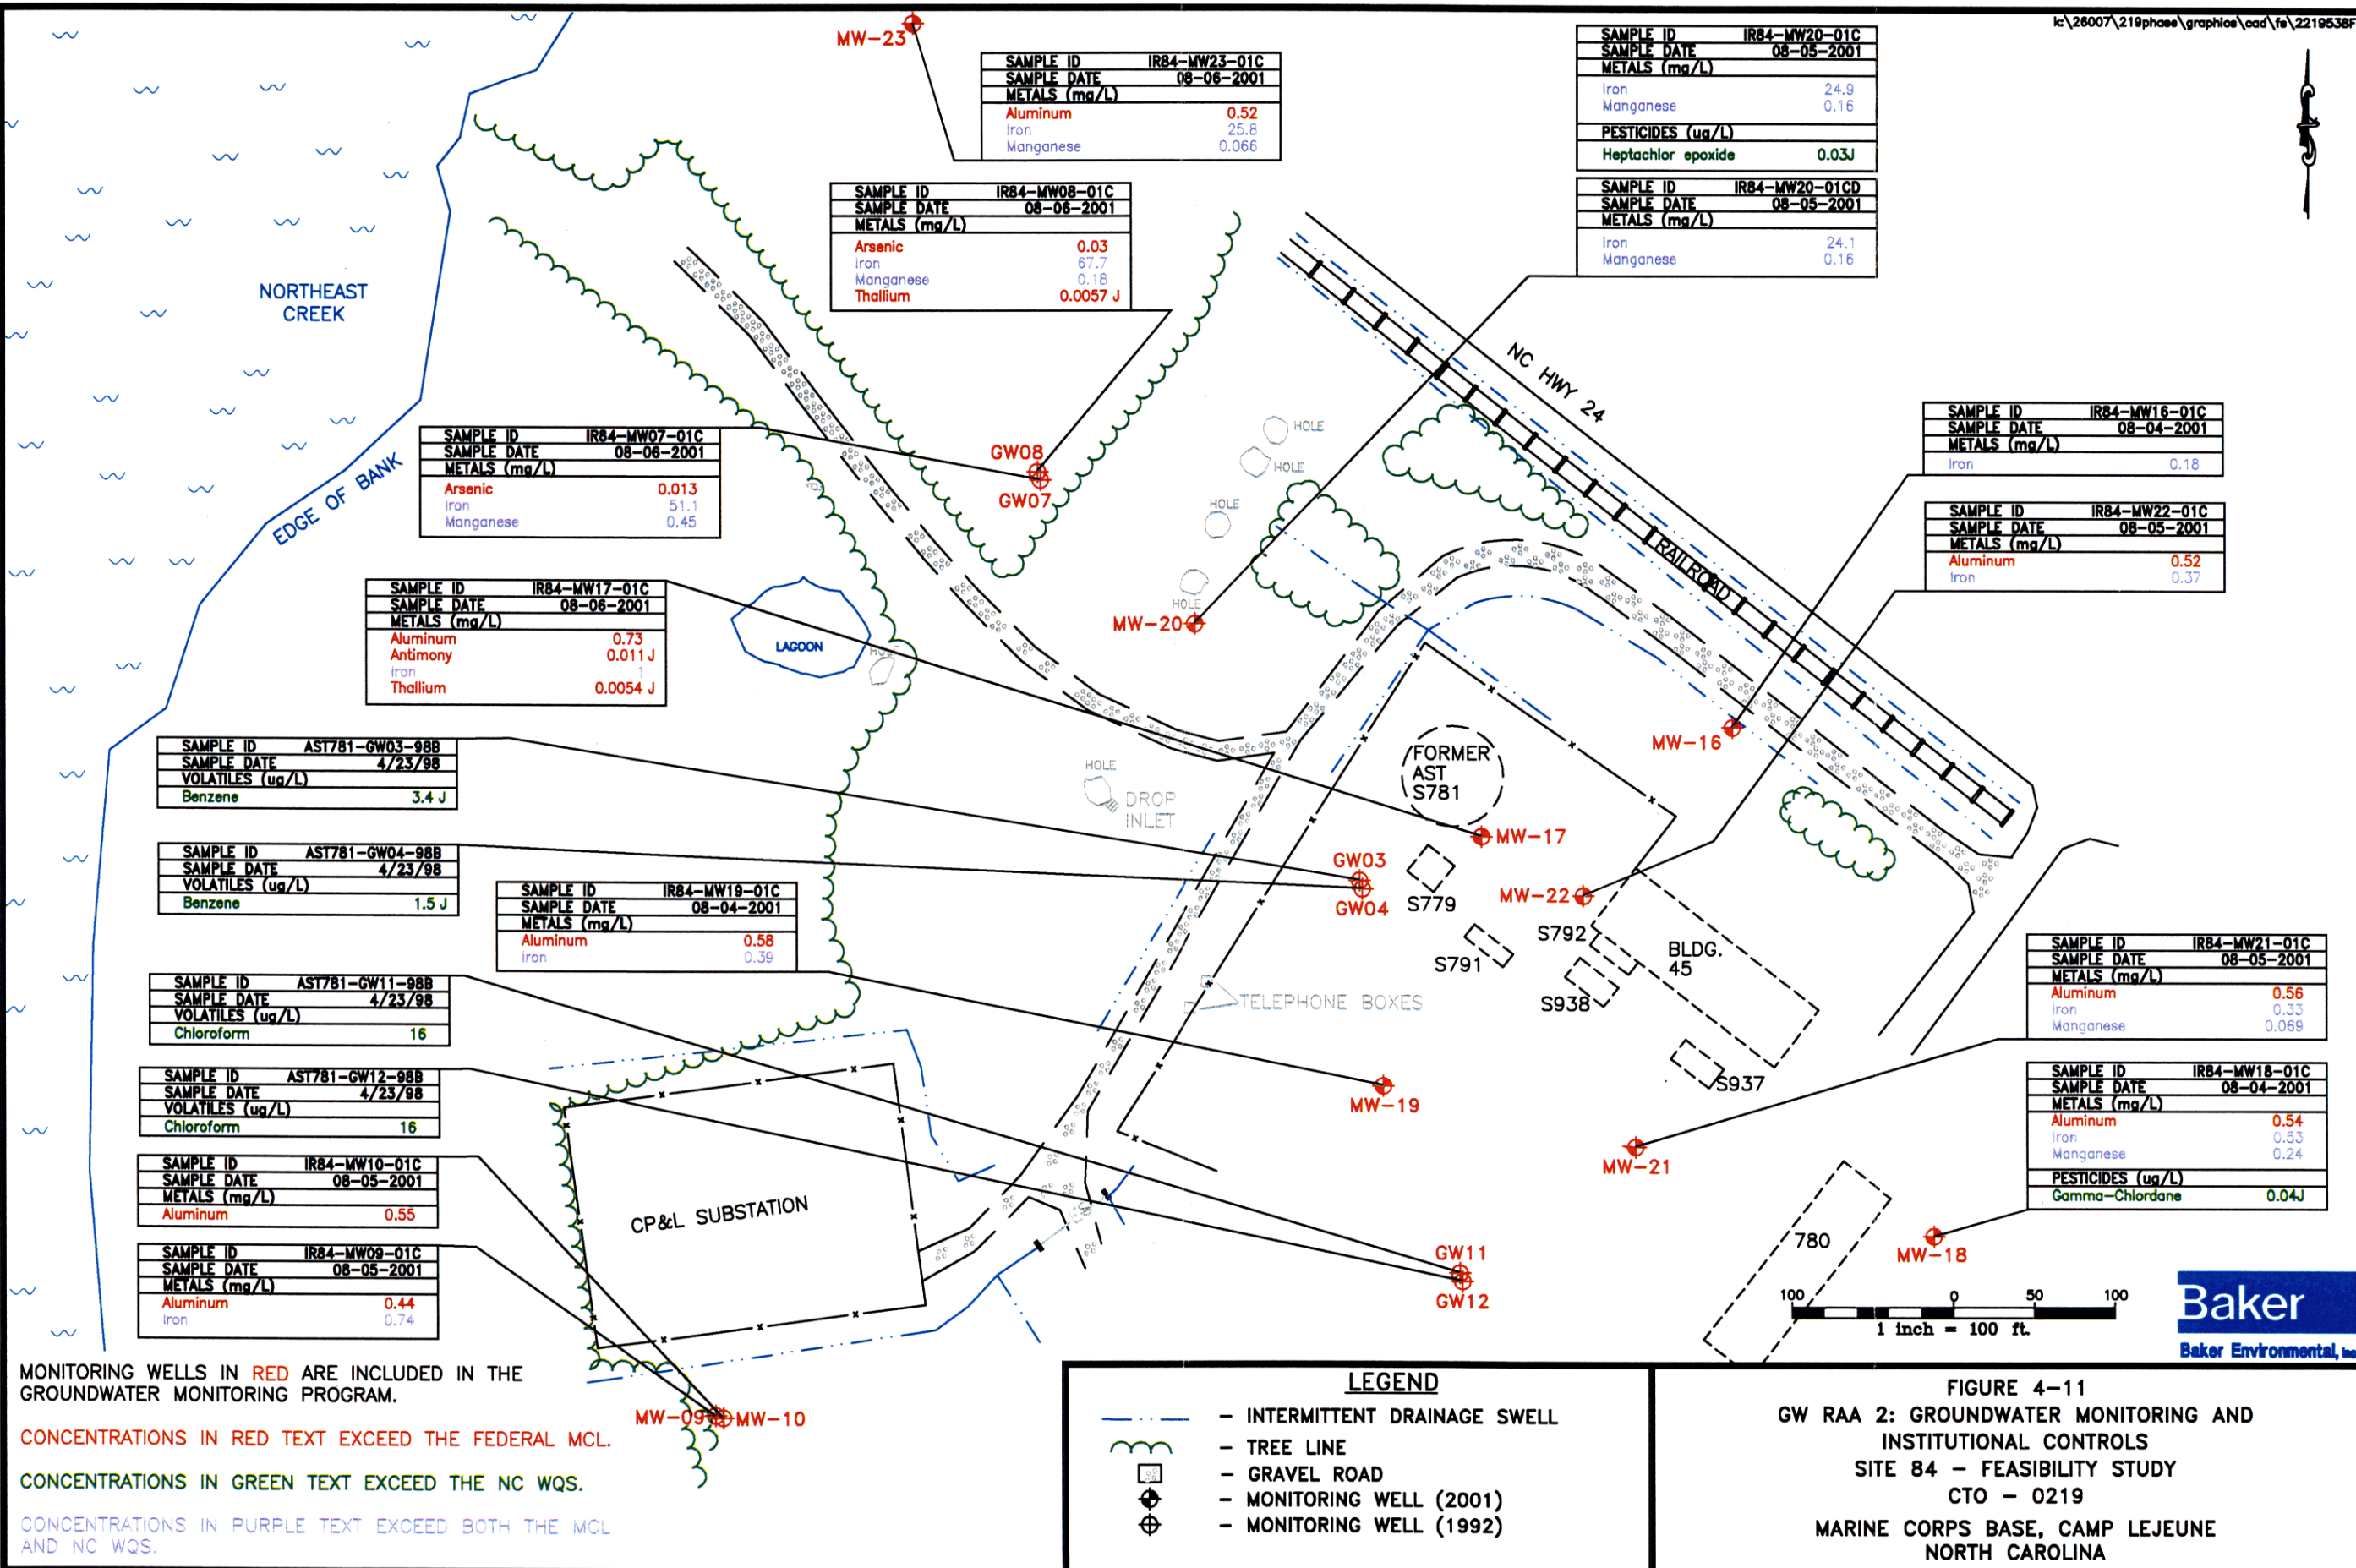 k:\26007\219phase\graphics\cad\fs\2219538F
MW-23
SAMPLE ID IR84-MW23-01C
SAMPLE DATE 08-06-2001
METALS (mg/L)
Aluminum 0.52
Iron 25.8
Manganese 0.066
SAMPLE ID IR84-MW20-01C
SAMPLE DATE 08-05-2001
METALS (mg/L)
Iron 24.9
Manganese 0.16
PESTICIDES (ug/L)
Heptachlor epoxide 0.03J
SAMPLE ID IR84-MW20-01CD
SAMPLE DATE 08-05-2001
METALS (mg/L)
Iron 24.1
Manganese 0.16
SAMPLE ID IR84-MW08-01C
SAMPLE DATE 08-06-2001
METALS (mg/L)
Arsenic 0.03
Iron 67.7
Manganese 0.18
Thallium 0.0057 J
NORTHEAST
CREEK
EDGE OF BANK
NC HWY 24
RAILROAD
SAMPLE ID IR84-MW07-01C
SAMPLE DATE 08-06-2001
METALS (mg/L)
Arsenic 0.013
Iron 51.1
Manganese 0.45
GW08
GW07
HOLE
HOLE
HOLE
HOLE
SAMPLE ID IR84-MW16-01C
SAMPLE DATE 08-04-2001
METALS (mg/L)
Iron 0.18
SAMPLE ID IR84-MW22-01C
SAMPLE DATE 08-05-2001
METALS (mg/L)
Aluminum 0.52
Iron 0.37
SAMPLE ID IR84-MW17-01C
SAMPLE DATE 08-06-2001
METALS (mg/L)
Aluminum 0.73
Antimony 0.011 J
Iron 1
Thallium 0.0054 J
LAGOON
HOLE
MW-20
MW-16
FORMER
AST
S781
SAMPLE ID AST781-GW03-98B
SAMPLE DATE 4/23/98
VOLATILES (ug/L)
Benzene 3.4 J
HOLE
DROP
INLET
MW-17
GW03
GW04
S779
MW-22
S792
S791
S938
BLDG.
45
S937
SAMPLE ID AST781-GW04-98B
SAMPLE DATE 4/23/98
VOLATILES (ug/L)
Benzene 1.5 J
SAMPLE ID IR84-MW19-01C
SAMPLE DATE 08-04-2001
METALS (mg/L)
Aluminum 0.58
Iron 0.39
TELEPHONE BOXES
SAMPLE ID AST781-GW11-98B
SAMPLE DATE 4/23/98
VOLATILES (ug/L)
Chloroform 16
SAMPLE ID IR84-MW21-01C
SAMPLE DATE 08-05-2001
METALS (mg/L)
Aluminum 0.56
Iron 0.33
Manganese 0.069
SAMPLE ID AST781-GW12-98B
SAMPLE DATE 4/23/98
VOLATILES (ug/L)
Chloroform 16
MW-19
MW-21
SAMPLE ID IR84-MW18-01C
SAMPLE DATE 08-04-2001
METALS (mg/L)
Aluminum 0.54
Iron 0.53
Manganese 0.24
PESTICIDES (ug/L)
Gamma-Chlordane 0.04J
SAMPLE ID IR84-MW10-01C
SAMPLE DATE 08-05-2001
METALS (mg/L)
Aluminum 0.55
CP&L SUBSTATION
780
MW-18
SAMPLE ID IR84-MW09-01C
SAMPLE DATE 08-05-2001
METALS (mg/L)
Aluminum 0.44
Iron 0.74
GW11
GW12
100 0 50 100
1 inch = 100 ft.
Baker
Baker Environmental, Inc
MW-09
MW-10
MONITORING WELLS IN RED ARE INCLUDED IN THE
GROUNDWATER MONITORING PROGRAM.
CONCENTRATIONS IN RED TEXT EXCEED THE FEDERAL MCL.
CONCENTRATIONS IN GREEN TEXT EXCEED THE NC WQS.
CONCENTRATIONS IN PURPLE TEXT EXCEED BOTH THE MCL
AND NC WQS.
LEGEND
- INTERMITTENT DRAINAGE SWELL
- TREE LINE
- GRAVEL ROAD
- MONITORING WELL (2001)
- MONITORING WELL (1992)
FIGURE 4-11
GW RAA 2: GROUNDWATER MONITORING AND
INSTITUTIONAL CONTROLS
SITE 84 - FEASIBILITY STUDY
CTO - 0219
MARINE CORPS BASE, CAMP LEJEUNE
NORTH CAROLINA